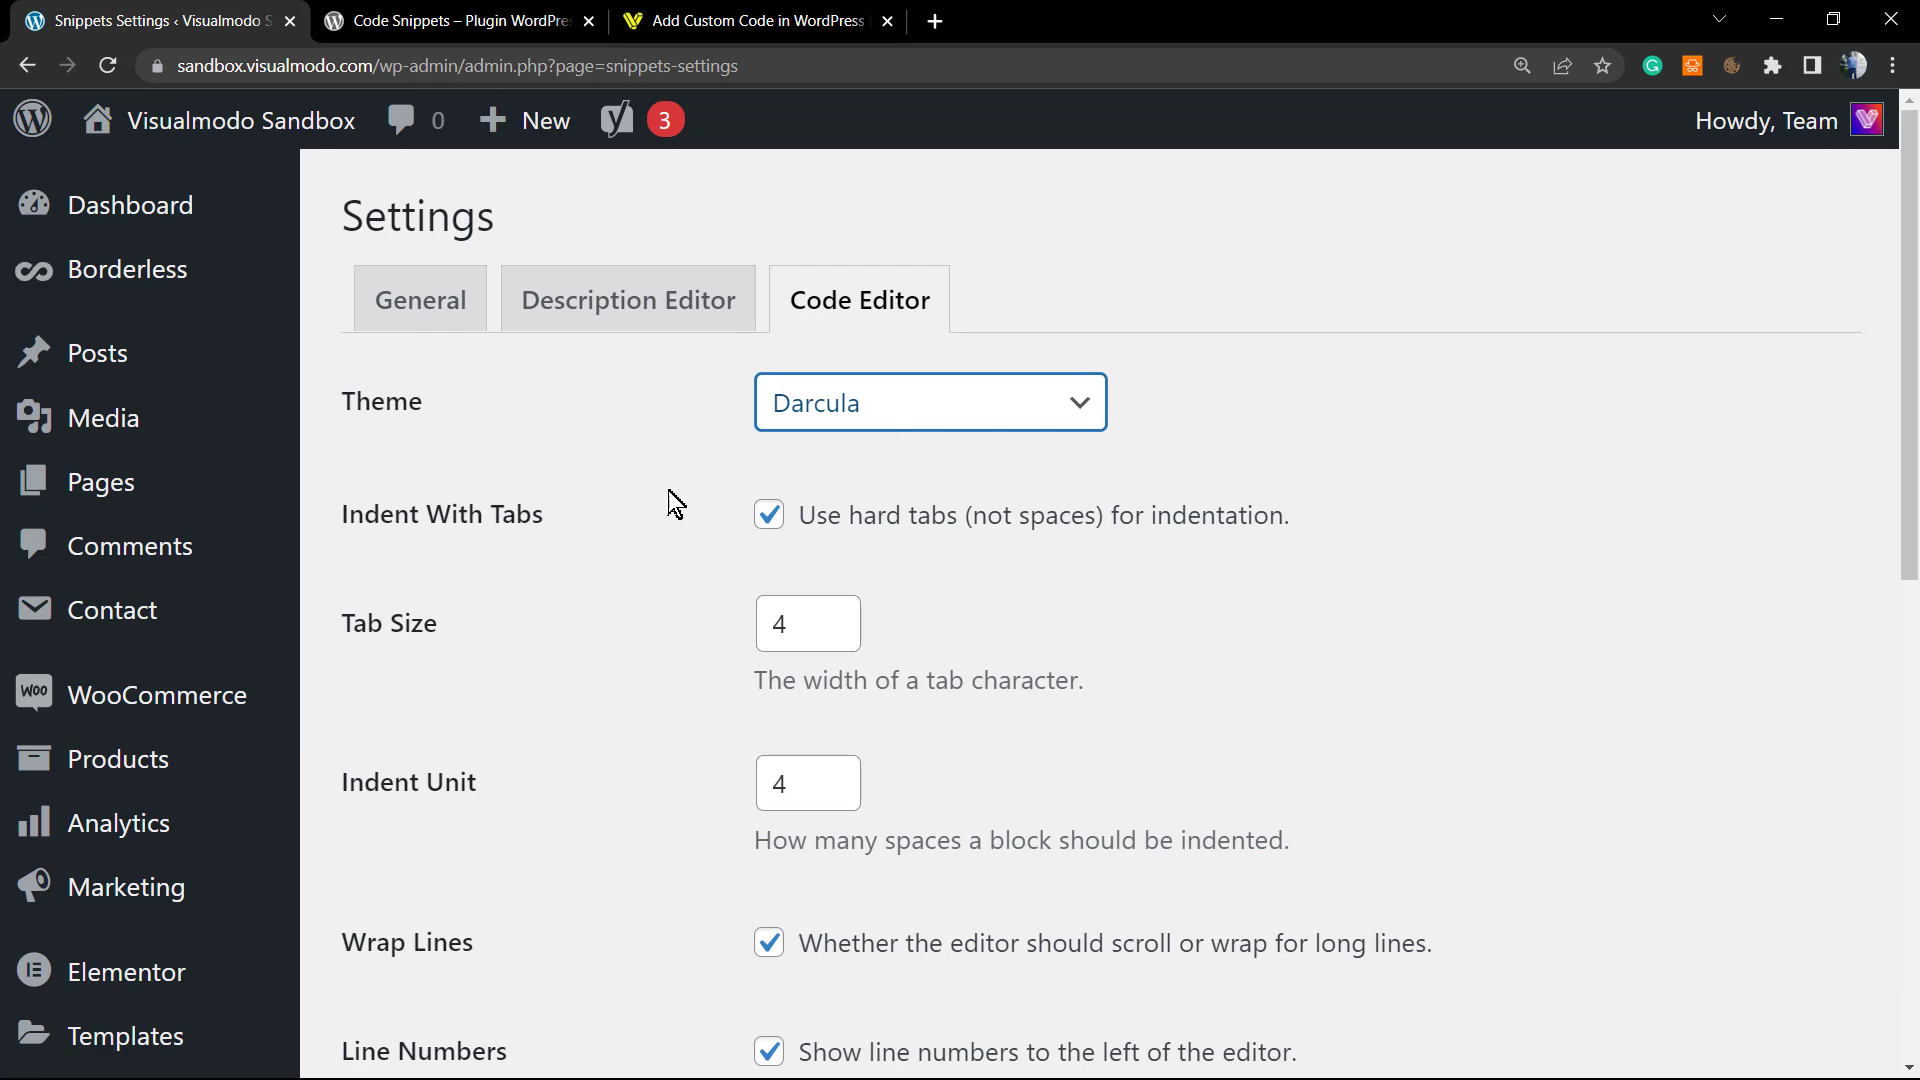 Snippets Settings ‹ Visualmodo S
Code Snippets – Plugin WordPre
Add Custom Code in WordPress
sandbox.visualmodo.com/wp-admin/admin.php?page=snippets-settings
Visualmodo Sandbox
0
New
3
Howdy, Team
Dashboard
Borderless
Posts
Media
Pages
Comments
Contact
WOO
WooCommerce
Products
Analytics
Marketing
Elementor
Templates
Settings
General
Description Editor
Code Editor
Theme
Darcula
Indent With Tabs
Use hard tabs (not spaces) for indentation.
Tab Size
4
The width of a tab character.
Indent Unit
4
How many spaces a block should be indented.
Wrap Lines
Whether the editor should scroll or wrap for long lines.
Line Numbers
Show line numbers to the left of the editor.